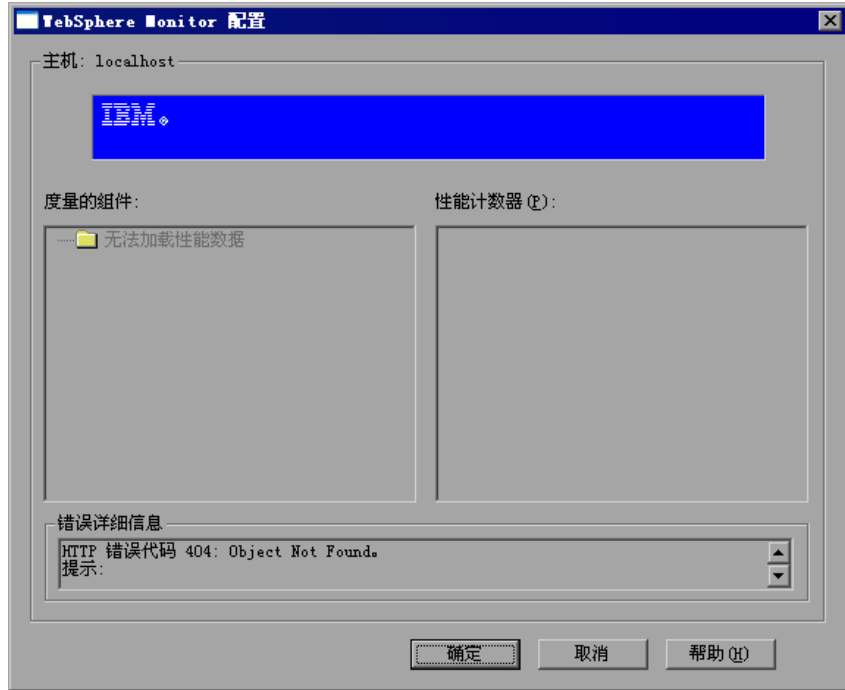 WebSphere Monitor 配置
主机: localhost
IBM。
度量的组件:
性能计数器(P):
无法加载性能数据
错误详细信息
HTTP 错误代码 404: Object Not Found。
提示:
确定
取消
帮助(H)